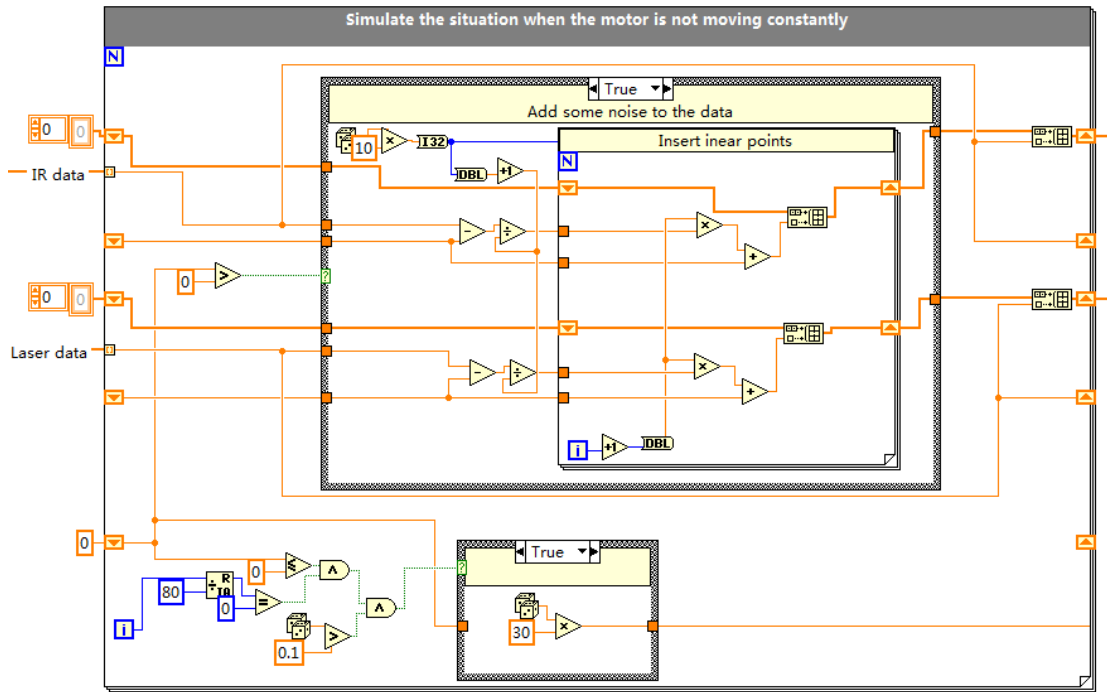 Simulate the situation when the motor is not moving constantly
N
True
Add some noise to the data
0
0
10
×
I32
Insert inear points
N
IR data
DBL
+1
-
÷
×
+
0
>
?
0
0
Laser data
-
÷
×
+
i
+1
DBL
0
True
0
≤
∧
?
80
÷
R
IQ
0
=
∧
i
30
×
0.1
>